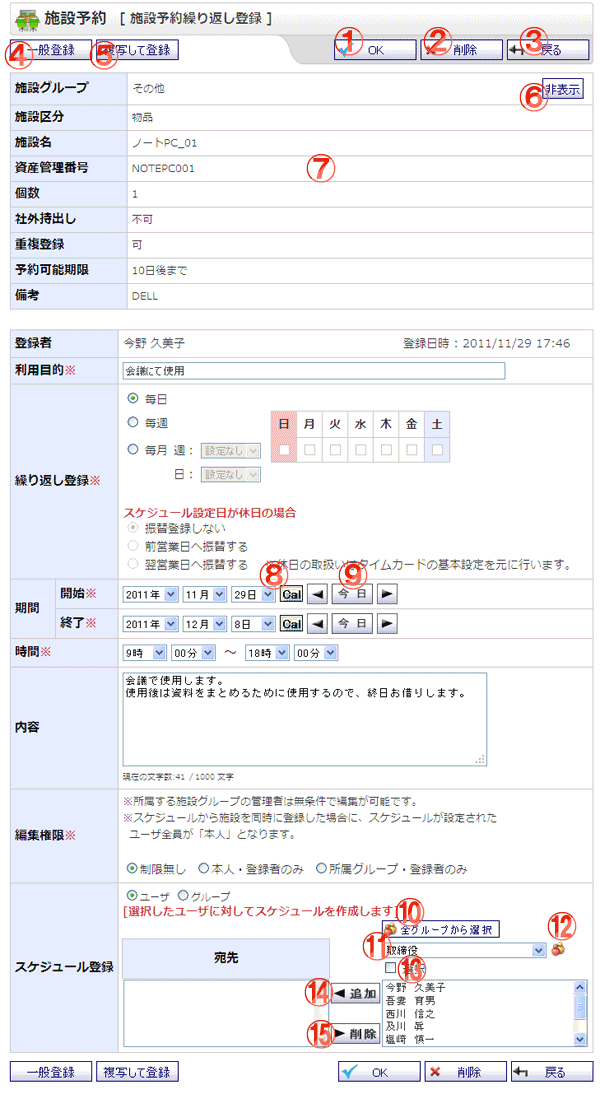 施設予約 [ 施設予約繰り返し登録 ]
④一般登録 ⑤複写して登録 ① OK ② 削除 ③ 戻る
施設グループ その他 ⑥ 非表示
施設区分 物品
施設名 ノートPC_01
資産管理番号 NOTEPC001 ⑦
個数 1
社外持出し 不可
重複登録 可
予約可能期限 10日後まで
備考 DELL
登録者 今野 久美子 登録日時：2011/11/29 17:46
利用目的※ 会議にて使用
繰り返し登録※
毎日
毎週 日 月 火 水 木 金 土
毎月 週： 設定なし
日： 設定なし
スケジュール設定日が休日の場合
振替登録しない
前営業日へ振替する
翌営業日へ振替する ※休日の取扱いはタイムカードの基本設定を元に行います。
⑧ ⑨
期間 開始※ 2011年 11月 29日 Cal ◀ 今日 ▶
終了※ 2011年 12月 8日 Cal ◀ 今日 ▶
時間※ 9時 00分 ～ 18時 00分
内容 会議で使用します。
使用後は資料をまとめるために使用するので、終日お借りします。
現在の文字数:41 / 1000 文字
編集権限※
※所属する施設グループの管理者は無条件で編集が可能です。
※スケジュールから施設を同時に登録した場合に、スケジュールが設定された
ユーザ全員が「本人」となります。
制限無し 本人・登録者のみ 所属グループ・登録者のみ
スケジュール登録
ユーザ グループ
[選択したユーザに対してスケジュールを作成します]
⑩ 全グループから選択
宛先 ⑪ 取締役 ⑫
⑬
⑭ ◀ 追加
⑮ ▶ 削除
今野 久美子
吾妻 育男
西川 信之
及川 眞
塩崎 慎一
一般登録 複写して登録 OK 削除 戻る